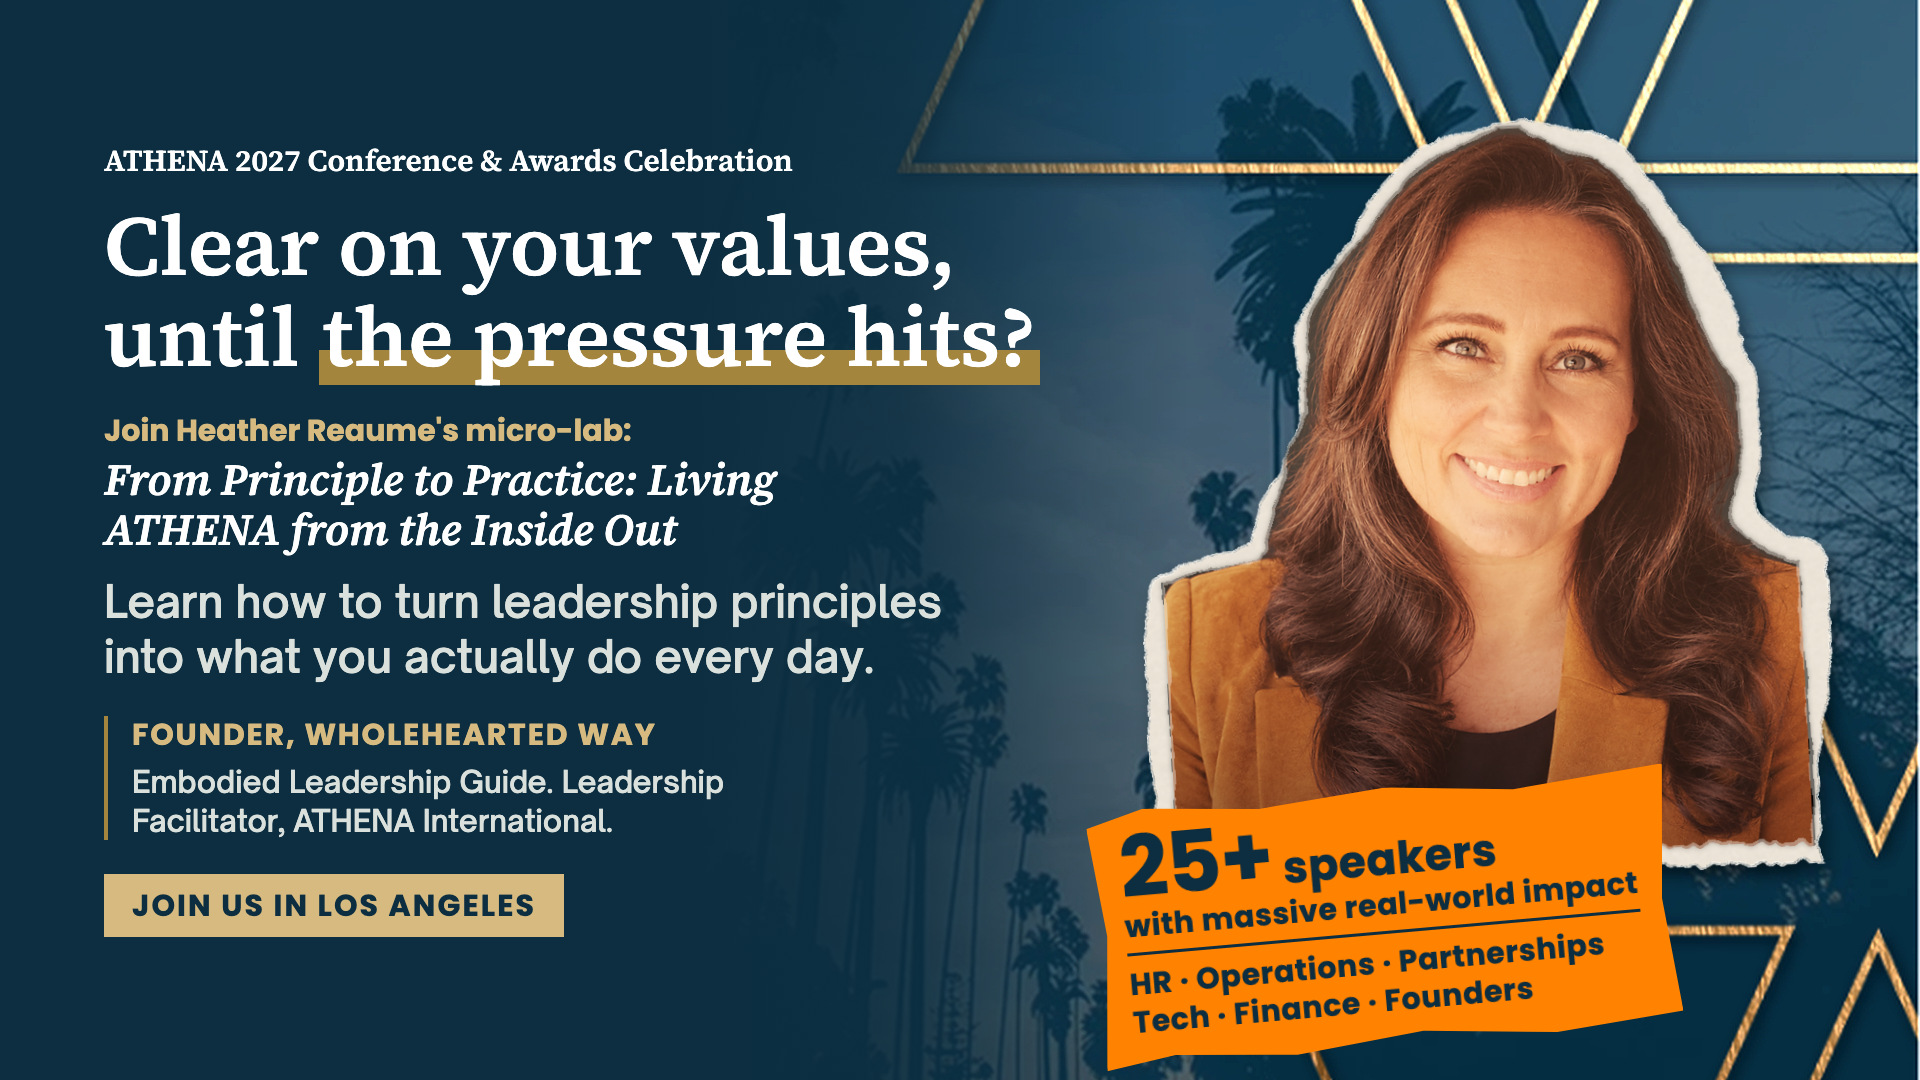 ATHENA 2027 Conference & Awards Celebration
Clear on your values,
until the pressure hits?
Join Heather Reaume's micro-lab:
From Principle to Practice: Living
ATHENA from the Inside Out
Learn how to turn leadership principles
into what you actually do every day.
FOUNDER, WHOLEHEARTED WAY
Embodied Leadership Guide. Leadership
Facilitator, ATHENA International.
JOIN US IN LOS ANGELES
25+ speakers
with massive real-world impact
HR · Operations · Partnerships
Tech · Finance · Founders